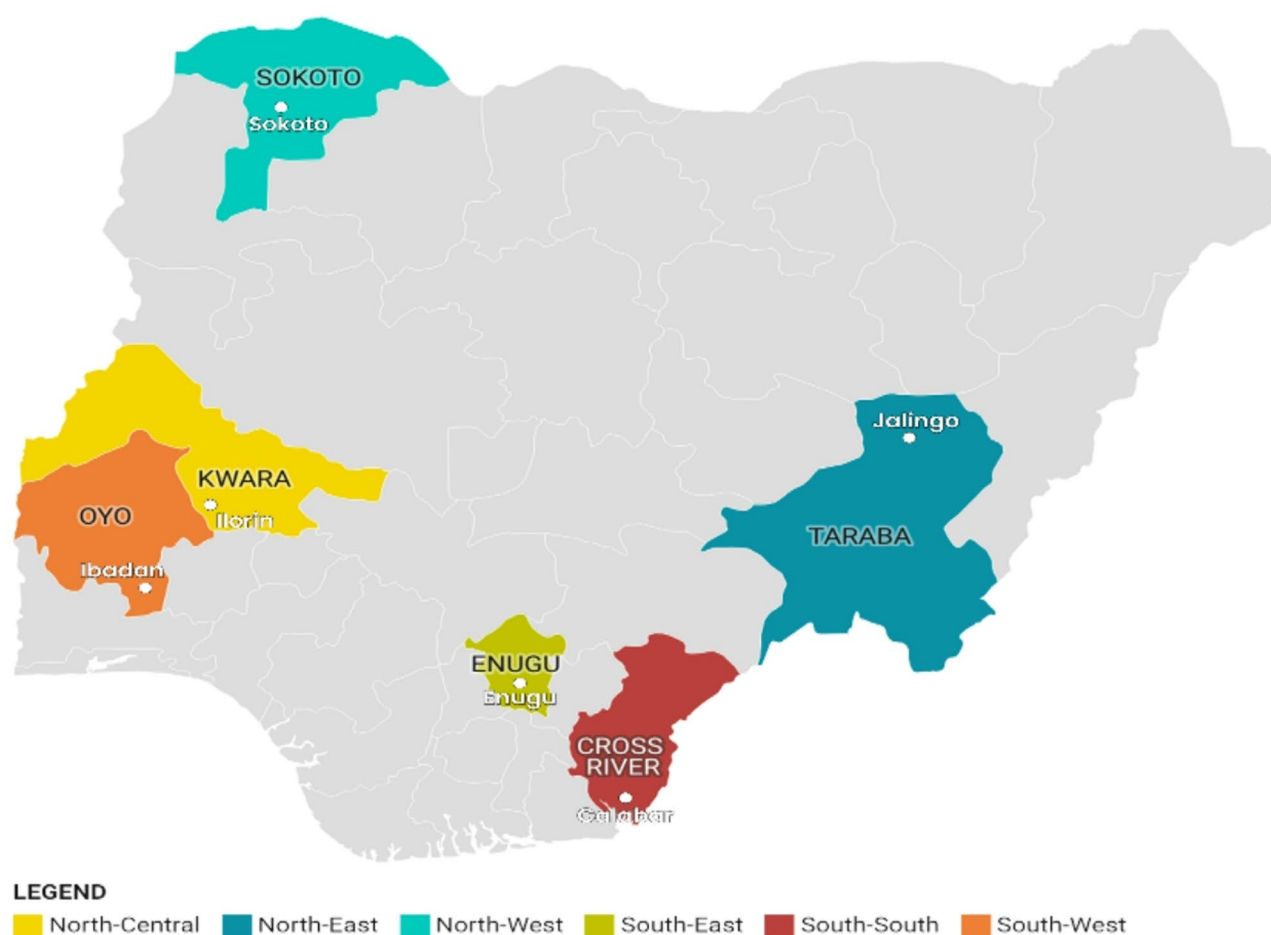 SOKOTO
Sokoto
Jalingo
KWARA
OYO
Ilorin
TARABA
Ibadan
ENUGU
Enugu
CROSS
RIVER
Calabar
LEGEND
North-Central North-East North-West South-East South-South South-West